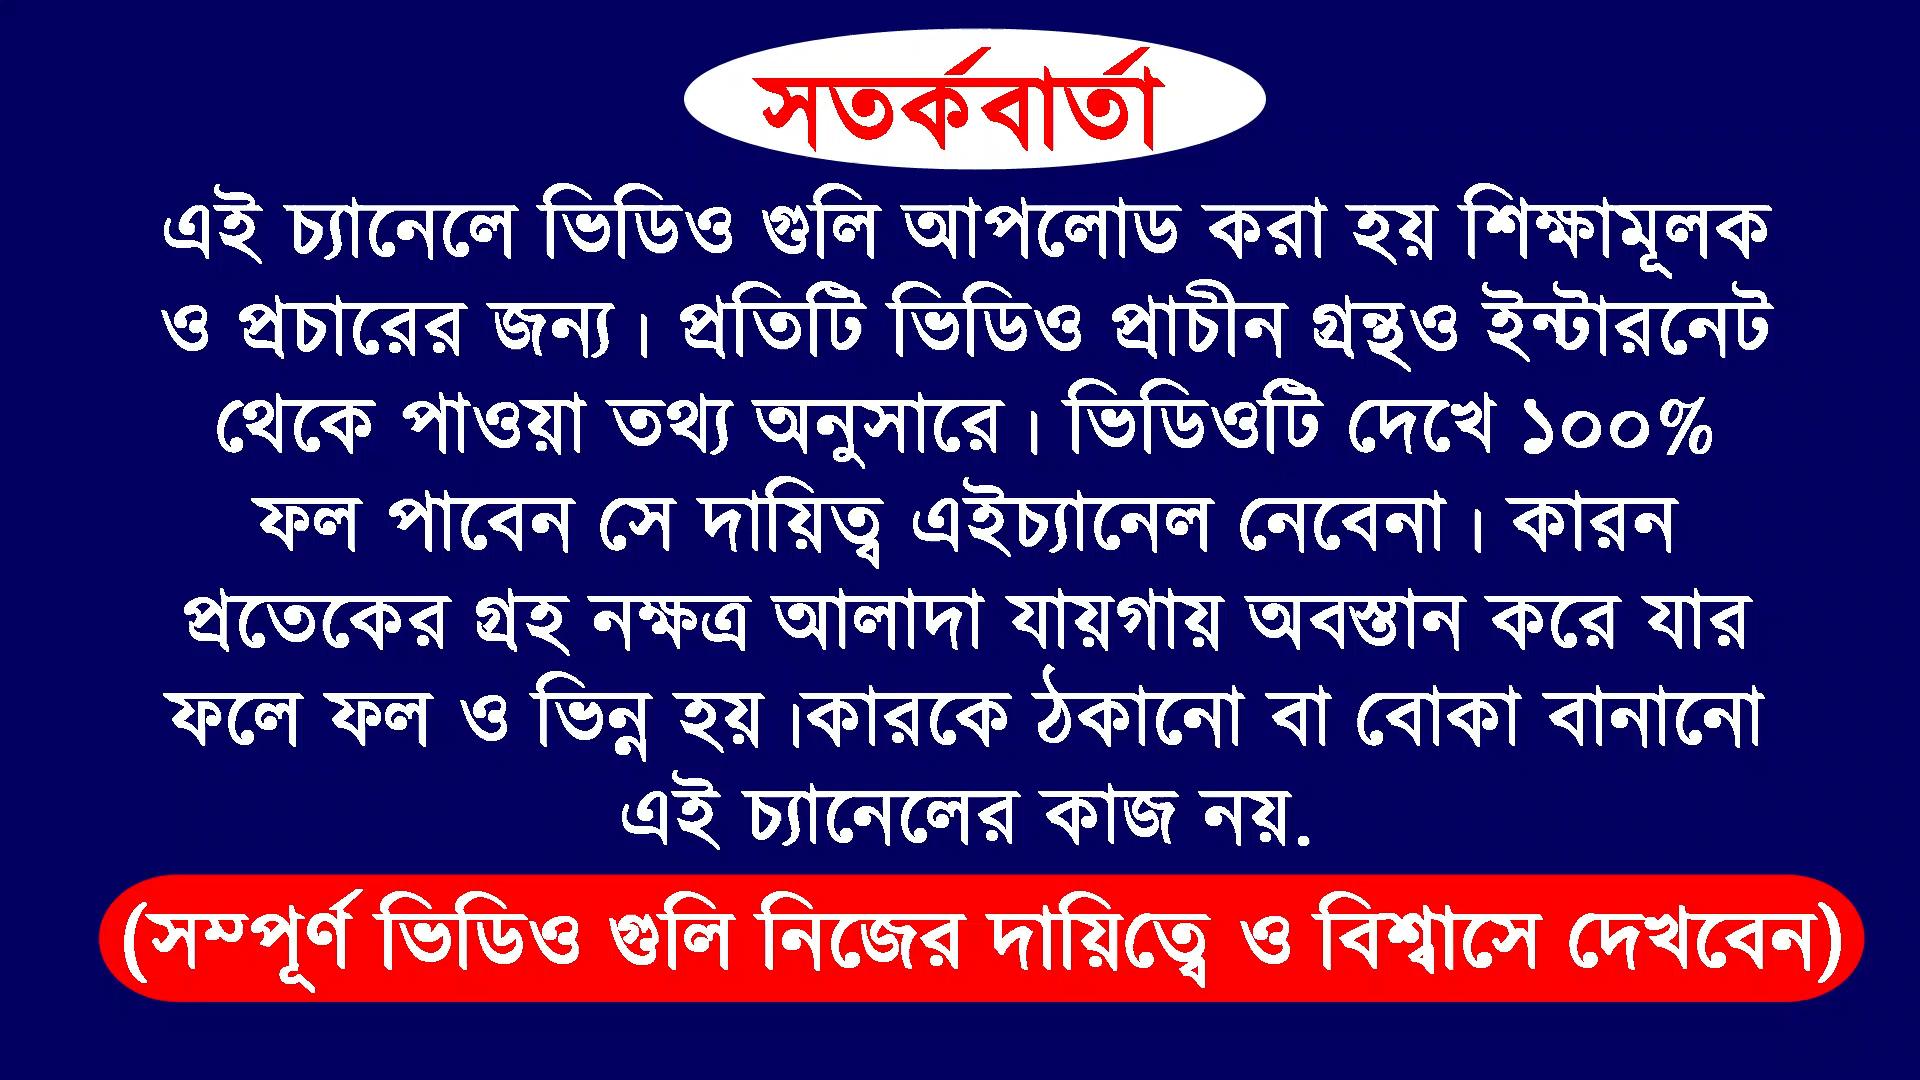 সতর্কবার্তা
এই চ্যানেলে ভিডিও গুলি আপলোড করা হয় শিক্ষামূলক
ও প্রচারের জন্য। প্রতিটি ভিডিও প্রাচীন গ্রন্থও ইন্টারনেট
থেকে পাওয়া তথ্য অনুসারে। ভিডিওটি দেখে ১০০%
ফল পাবেন সে দায়িত্ব এইচ্যানেল নেবেনা। কারন
প্রতেকের গ্রহ নক্ষত্র আলাদা যায়গায় অবস্তান করে যার
ফলে ফল ও ভিন্ন হয়।কারকে ঠকানো বা বোকা বানানো
এই চ্যানেলের কাজ নয়.
(সম্পূর্ণ ভিডিও গুলি নিজের দায়িত্বে ও বিশ্বাসে দেখবেন)